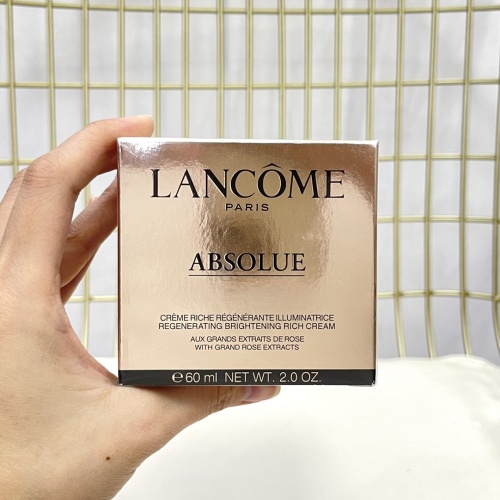 LANCÔME
PARIS
ABSOLUE
CRÈME RICHE RÉGÉNÉRANTE ILLUMINATRICE
REGENERATING BRIGHTENING RICH CREAM
AUX GRANDS EXTRAITS DE ROSE
WITH GRAND ROSE EXTRACTS
℮60 ml NET WT. 2.0 OZ.